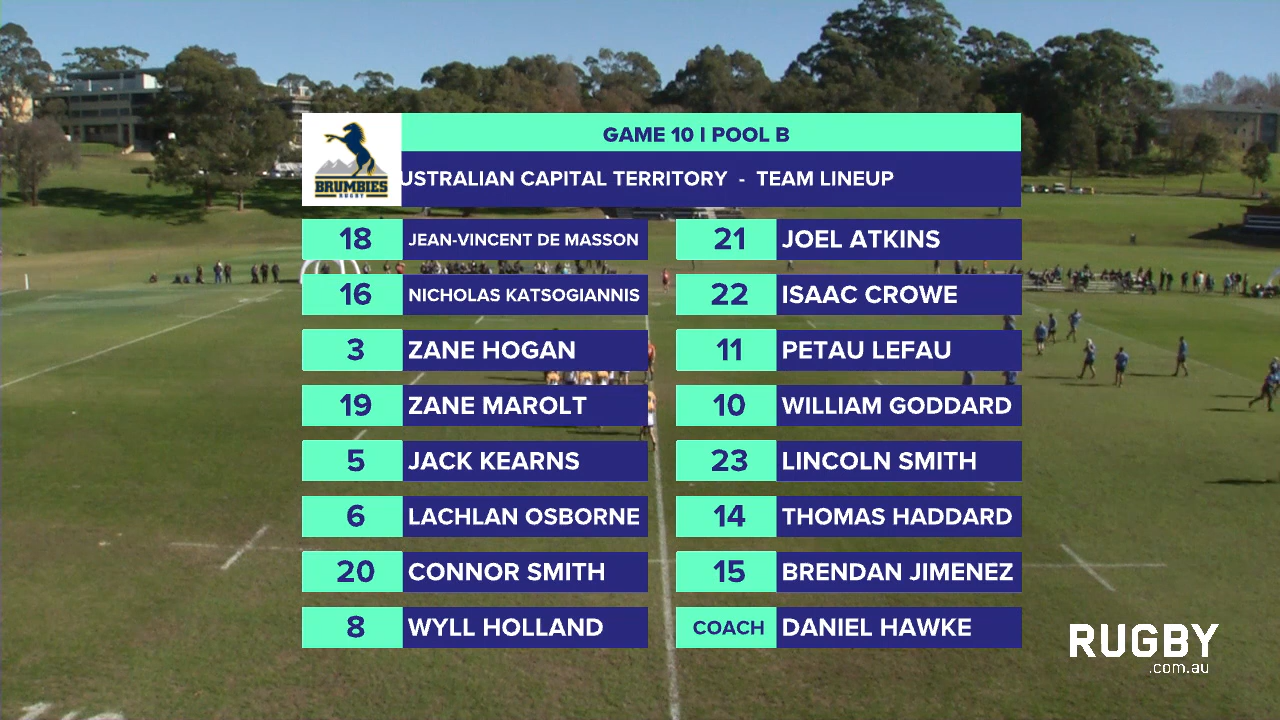 GAME 10 | POOL B
BRUMBIES
RUGBY
USTRALIAN CAPITAL TERRITORY - TEAM LINEUP
18 JEAN-VINCENT DE MASSON
16 NICHOLAS KATSOGIANNIS
3 ZANE HOGAN
19 ZANE MAROLT
5 JACK KEARNS
6 LACHLAN OSBORNE
20 CONNOR SMITH
8 WYLL HOLLAND
21 JOEL ATKINS
22 ISAAC CROWE
11 PETAU LEFAU
10 WILLIAM GODDARD
23 LINCOLN SMITH
14 THOMAS HADDARD
15 BRENDAN JIMENEZ
COACH DANIEL HAWKE
RUGBY
.com.au